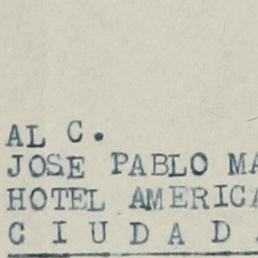 AL C.
JOSE PABLO MA
HOTEL AMERICA
C I U D A D .